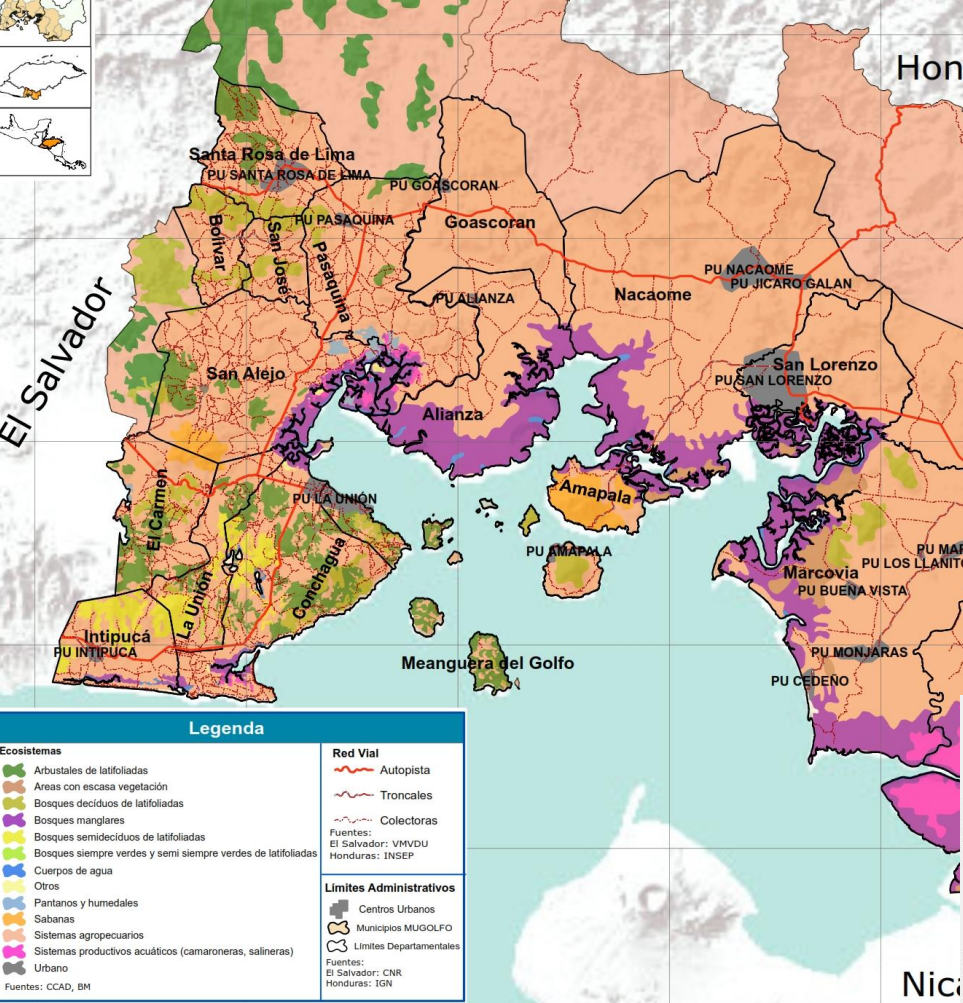 Hon
Santa Rosa de Lima
PU SANTA ROSA DE LIMA
PU GOASCORAN
PU PASAQUINA
Goascoran
Bolívar
San José
Pasaquina
PU NACAOME
PU JICARO GALAN
Nacaome
PU ALIANZA
El Salvador
San Alejo
San Lorenzo
PU SAN LORENZO
Alianza
Amapala
PU LA UNIÓN
El Carmen
PU AMAPALA
PU MAR
PU LOS LLANITO
Marcovia
PU BUENA VISTA
Conchagua
La Unión
Intipucá
PU INTIPUCA
PU MONJARAS
Meanguera del Golfo
PU CEDEÑO
Legenda
Ecosistemas
Arbustales de latifoliadas
Areas con escasa vegetación
Bosques decíduos de latifoliadas
Bosques manglares
Bosques semidecíduos de latifoliadas
Bosques siempre verdes y semi siempre verdes de latifoliadas
Cuerpos de agua
Otros
Pantanos y humedales
Sabanas
Sistemas agropecuarios
Sistemas productivos acuáticos (camaroneras, salineras)
Urbano
Fuentes: CCAD, BM
Red Vial
Autopista
Troncales
Colectoras
Fuentes:
El Salvador: VMVDU
Honduras: INSEP
Límites Administrativos
Centros Urbanos
Municipios MUGOLFO
Límites Departamentales
Fuentes:
El Salvador: CNR
Honduras: IGN
Nica